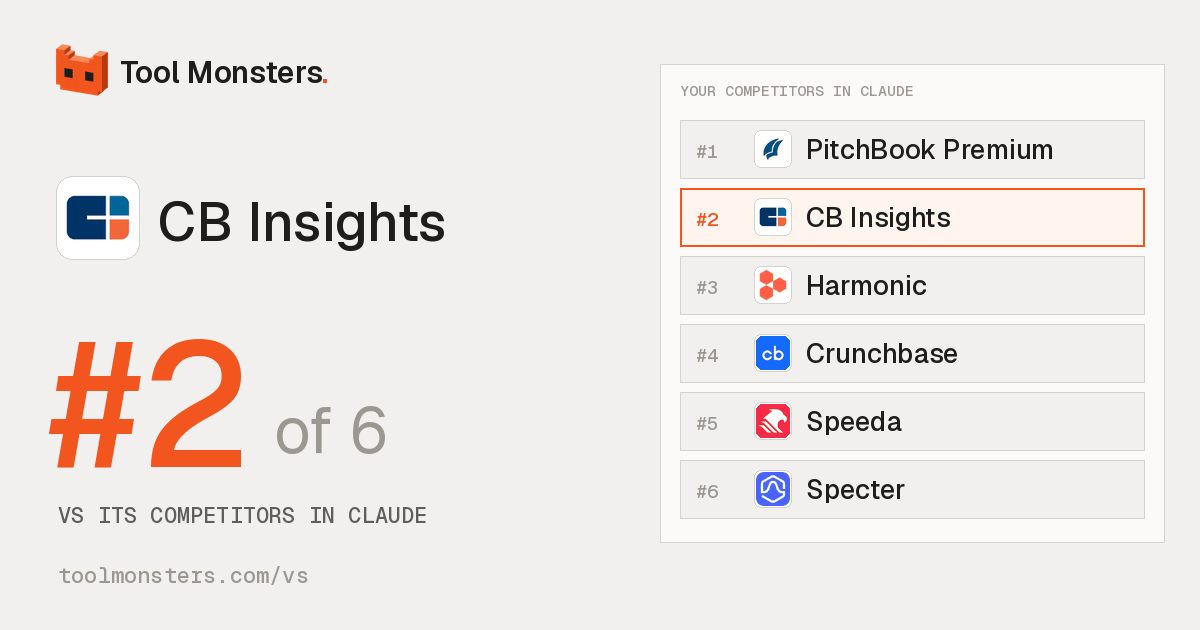 Tool Monsters.
CB Insights
#2 of 6
VS ITS COMPETITORS IN CLAUDE
toolmonsters.com/vs
YOUR COMPETITORS IN CLAUDE
#1 PitchBook Premium
#2 CB Insights
#3 Harmonic
#4 cb Crunchbase
#5 Speeda
#6 Specter